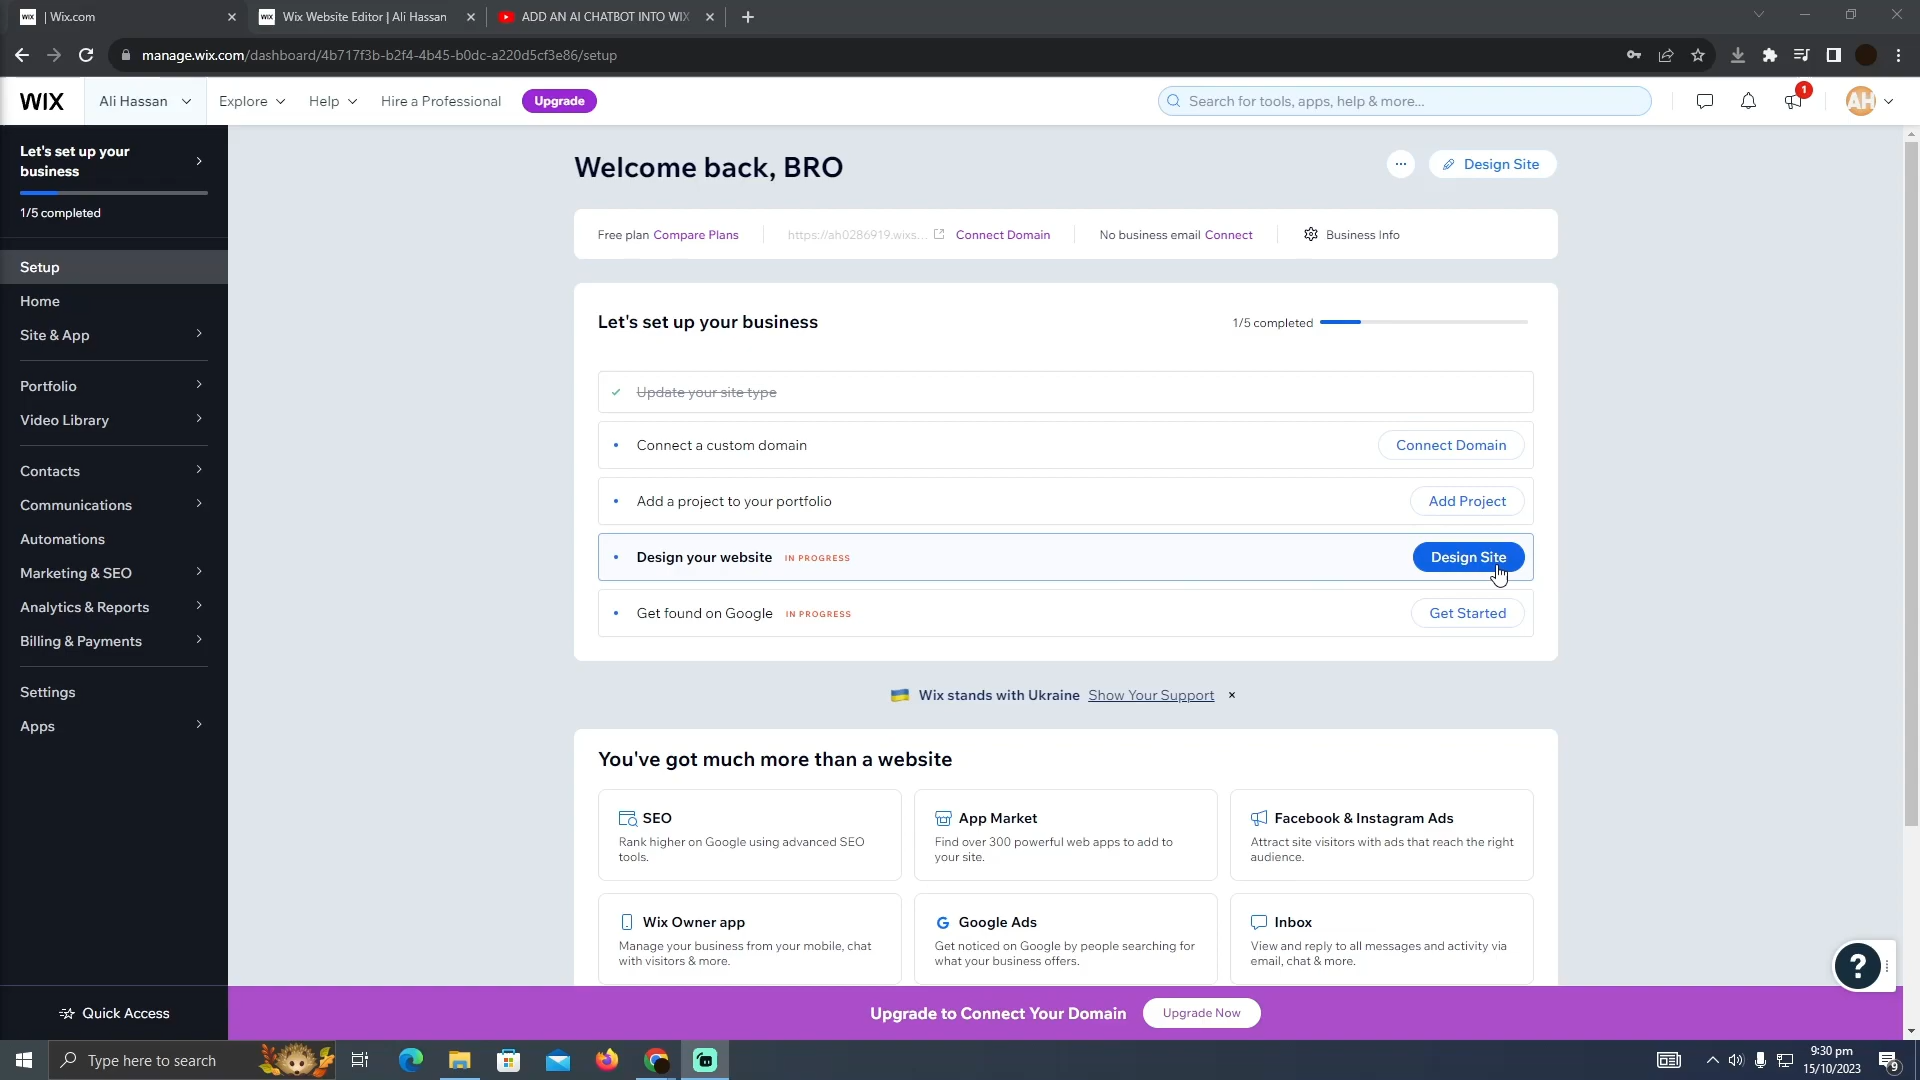 WIX | Wix.com
WIX Wix Website Editor | Ali Hassan
ADD AN AI CHATBOT INTO WIX
manage.wix.com/dashboard/4b717f3b-b2f4-4b45-b0dc-a220d5cf3e86/setup
WIX
Ali Hassan
Explore
Help
Hire a Professional
Upgrade
Search for tools, apps, help & more...
1
AH
Let's set up your
business
1/5 completed
Setup
Home
Site & App
Portfolio
Video Library
Contacts
Communications
Automations
Marketing & SEO
Analytics & Reports
Billing & Payments
Settings
Apps
Quick Access
Welcome back, BRO
Design Site
Free plan Compare Plans
https://ah0286919.wixs... Connect Domain
No business email Connect
Business Info
Let's set up your business
1/5 completed
Update your site type
Connect a custom domain
Connect Domain
Add a project to your portfolio
Add Project
Design your website IN PROGRESS
Design Site
Get found on Google IN PROGRESS
Get Started
Wix stands with Ukraine Show Your Support ×
You've got much more than a website
SEO
Rank higher on Google using advanced SEO
tools.
App Market
Find over 300 powerful web apps to add to
your site.
Facebook & Instagram Ads
Attract site visitors with ads that reach the right
audience.
Wix Owner app
Manage your business from your mobile, chat
with visitors & more.
Google Ads
Get noticed on Google by people searching for
what your business offers.
Inbox
View and reply to all messages and activity via
email, chat & more.
?
Upgrade to Connect Your Domain
Upgrade Now
Type here to search
9:30 pm
15/10/2023
9